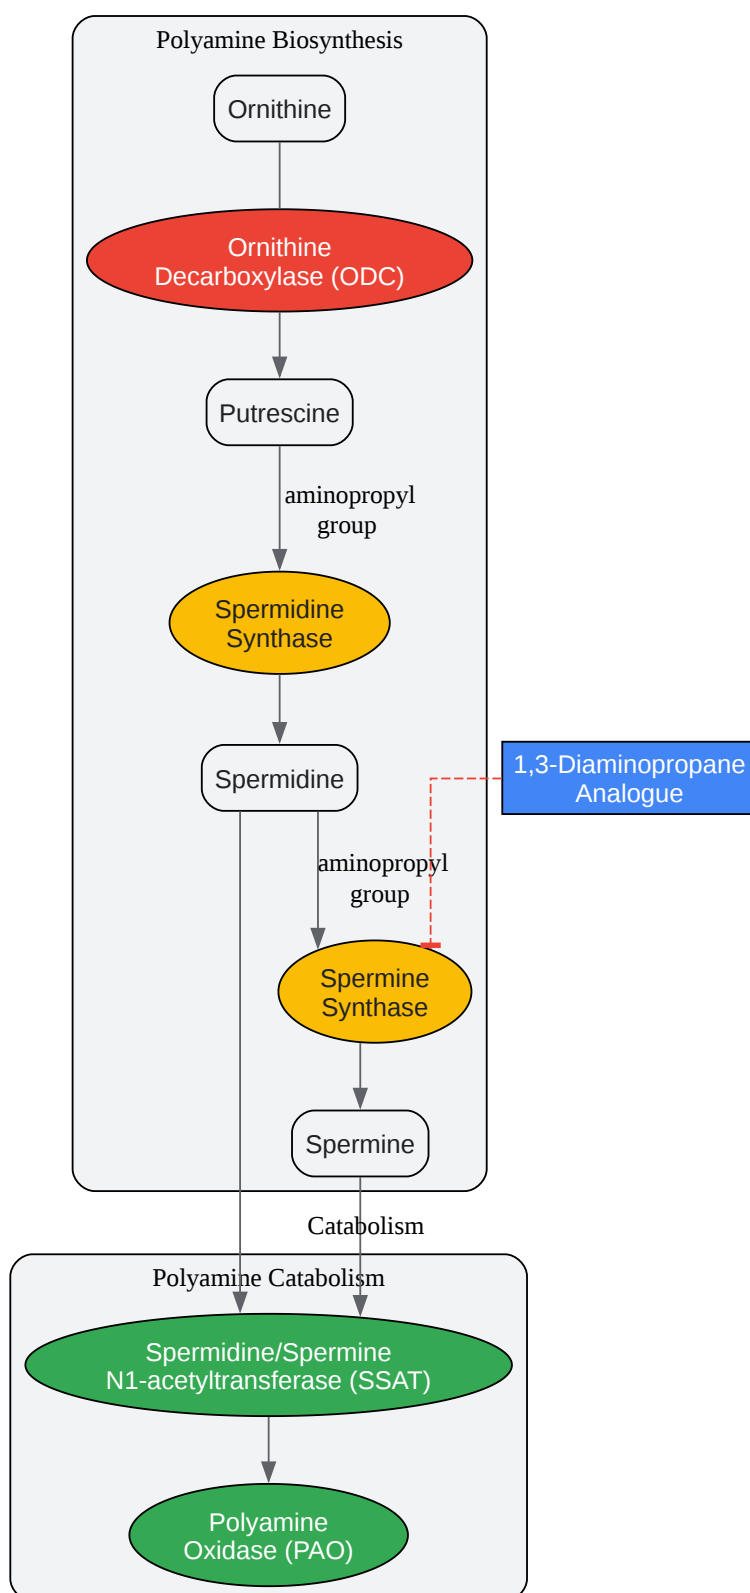 Polyamine Biosynthesis
Ornithine
Ornithine
Decarboxylase (ODC)
Putrescine
aminopropyl
group
Spermidine
Synthase
Spermidine
1,3-Diaminopropane
Analogue
aminopropyl
group
Spermine
Synthase
Spermine
Catabolism
Polyamine Catabolism
Spermidine/Spermine
N1-acetyltransferase (SSAT)
Polyamine
Oxidase (PAO)